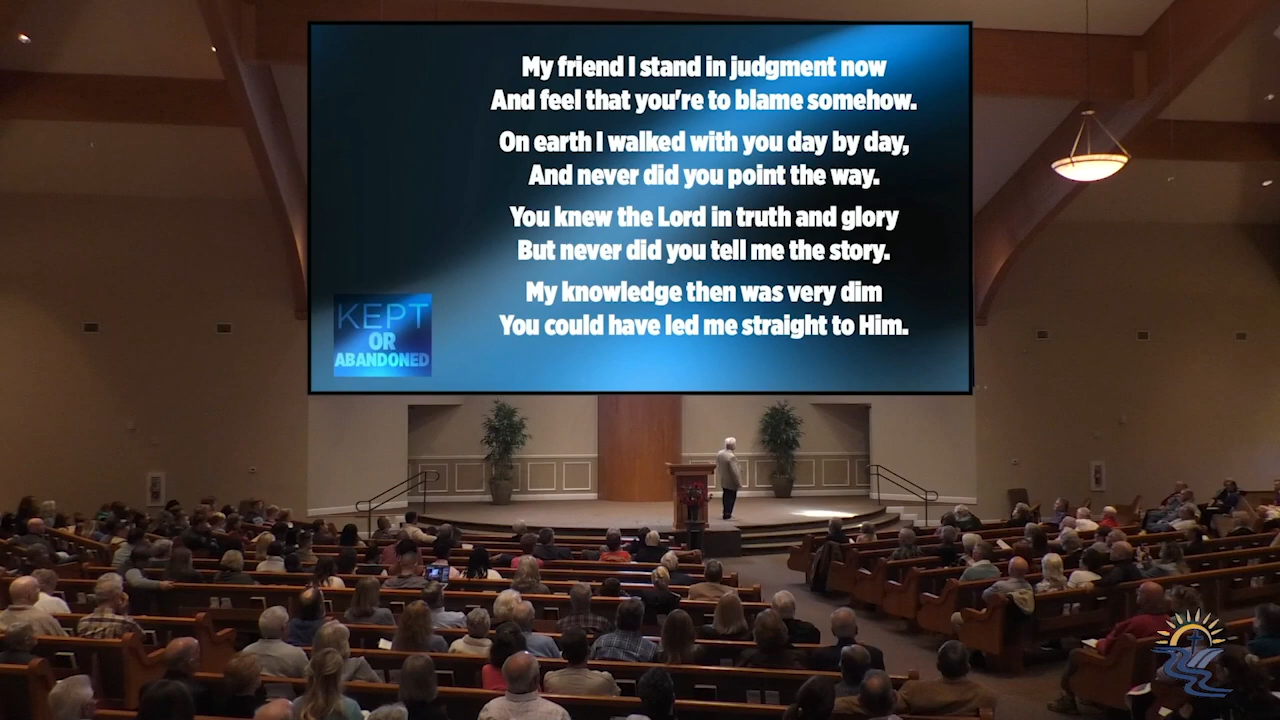 My friend I stand in judgment now
And feel that you're to blame somehow.
On earth I walked with you day by day,
And never did you point the way.
You knew the Lord in truth and glory
But never did you tell me the story.
My knowledge then was very dim
You could have led me straight to Him.
KEPT
OR
ABANDONED